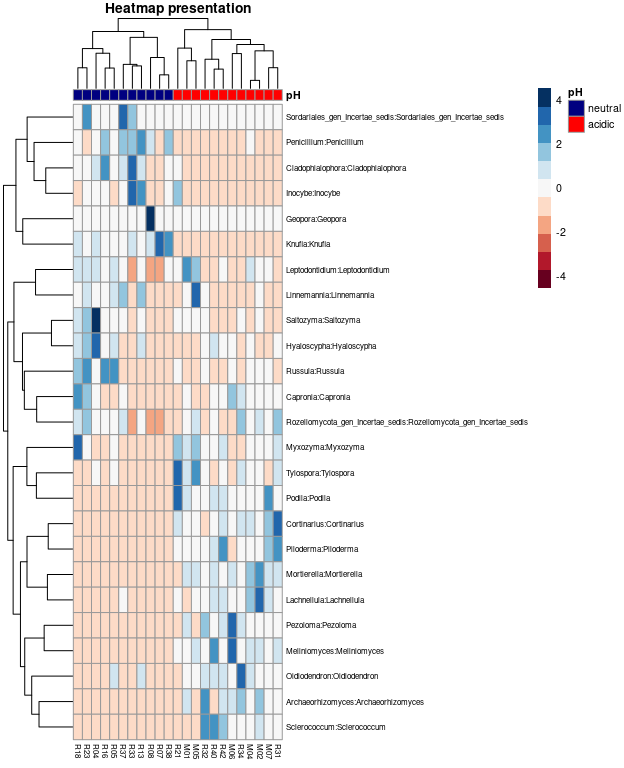 Heatmap presentation
pH
Sordariales_gen_Incertae_sedis:Sordariales_gen_Incertae_sedis
Penicillium:Penicillium
Cladophialophora:Cladophialophora
Inocybe:Inocybe
Geopora:Geopora
Knufia:Knufia
Leptodontidium:Leptodontidium
Linnemannia:Linnemannia
Saitozyma:Saitozyma
Hyaloscypha:Hyaloscypha
Russula:Russula
Capronia:Capronia
Rozellomycota_gen_Incertae_sedis:Rozellomycota_gen_Incertae_sedis
Myxozyma:Myxozyma
Tylospora:Tylospora
Podila:Podila
Cortinarius:Cortinarius
Piloderma:Piloderma
Mortierella:Mortierella
Lachnellula:Lachnellula
Pezoloma:Pezoloma
Meliniomyces:Meliniomyces
Oidiodendron:Oidiodendron
Archaeorhizomyces:Archaeorhizomyces
Sclerococcum:Sclerococcum
R18 R23 R04 R16 R05 R37 R33 R13 R08 R07 R38 R21 M01 M05 R32 R40 R42 M06 R34 M04 M02 M07 R31
4
2
0
-2
-4
pH
neutral
acidic